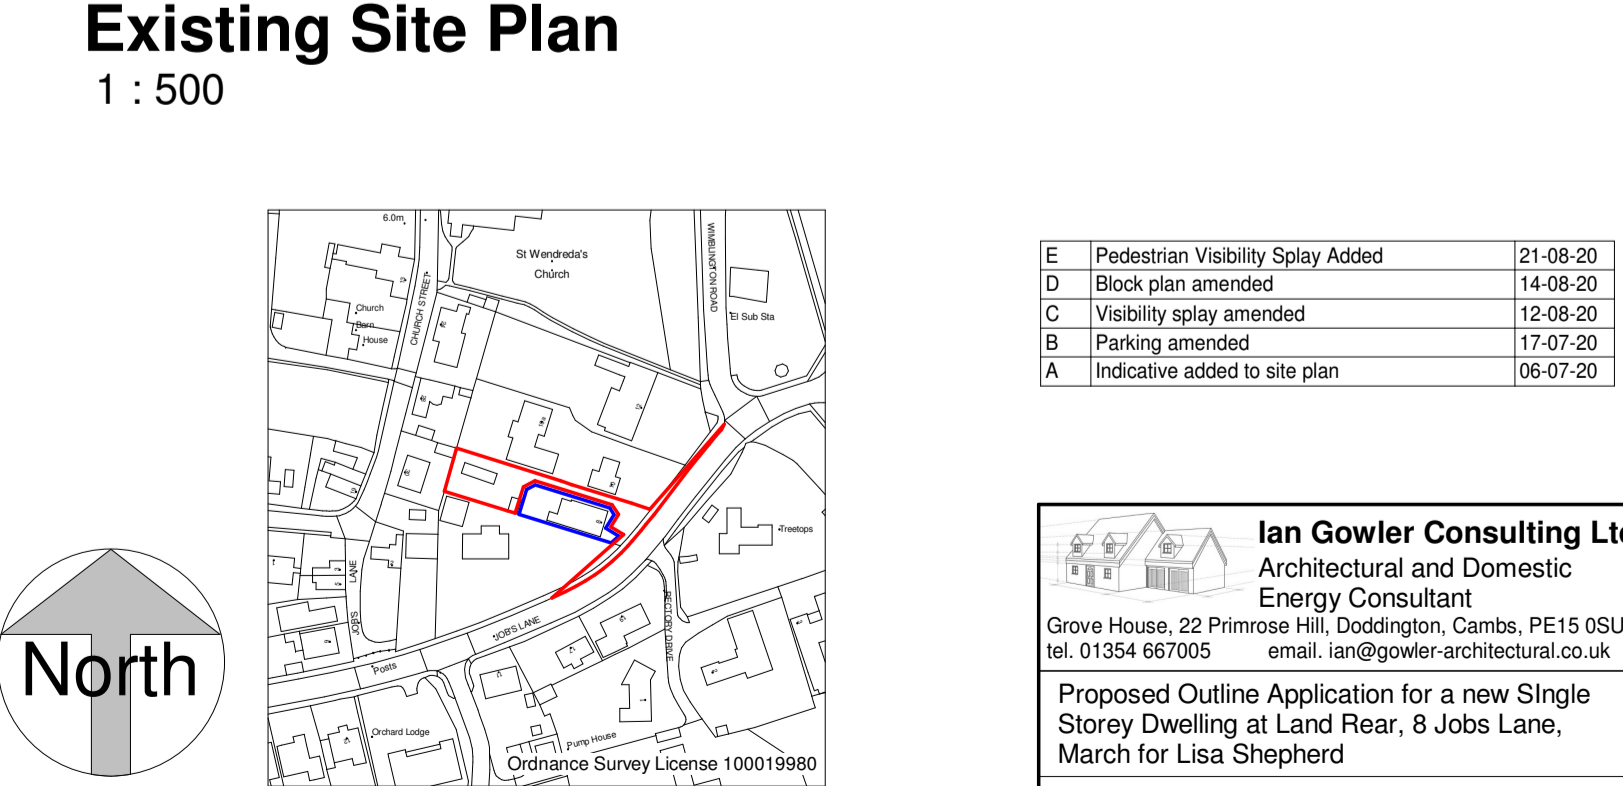 Existing Site Plan
1 : 500
6.0m
St Wendreda's
Church
WIMBLINGTON ROAD
El Sub Sta
CHURCH STREET
Church
Barn
House
Treetops
JOB'S LANE
JOB'S LANE
RECTORY DRIVE
Posts
Orchard Lodge
Pump House
Ordnance Survey License 100019980
North
E Pedestrian Visibility Splay Added 21-08-20
D Block plan amended 14-08-20
C Visibility splay amended 12-08-20
B Parking amended 17-07-20
A Indicative added to site plan 06-07-20
Ian Gowler Consulting
Architectural and Domestic
Energy Consultant
Grove House, 22 Primrose Hill, Doddington, Cambs, PE15 0SU
tel. 01354 667005 email. ian@gowler-architectural.co.uk
Proposed Outline Application for a new SIngle
Storey Dwelling at Land Rear, 8 Jobs Lane,
March for Lisa Shepherd